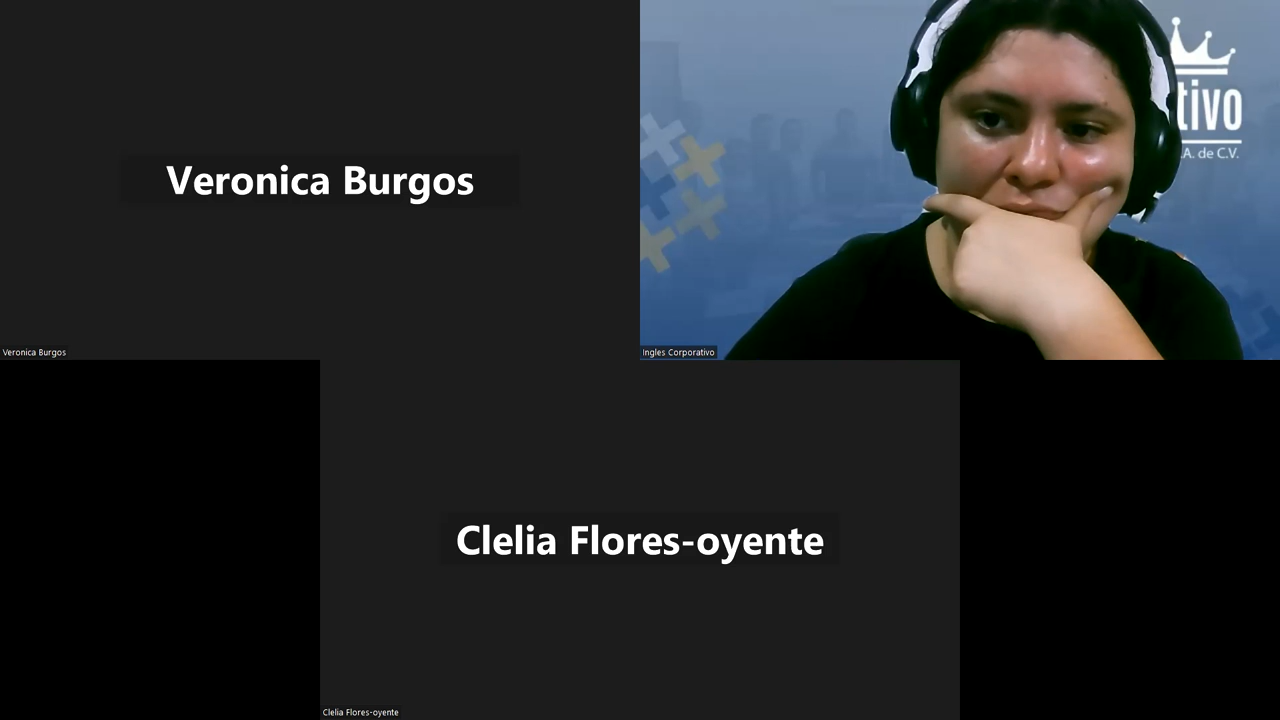 Veronica Burgos
tivo
.A. de C.V.
Veronica Burgos
Ingles Corporativo
Clelia Flores-oyente
Clelia Flores-oyente